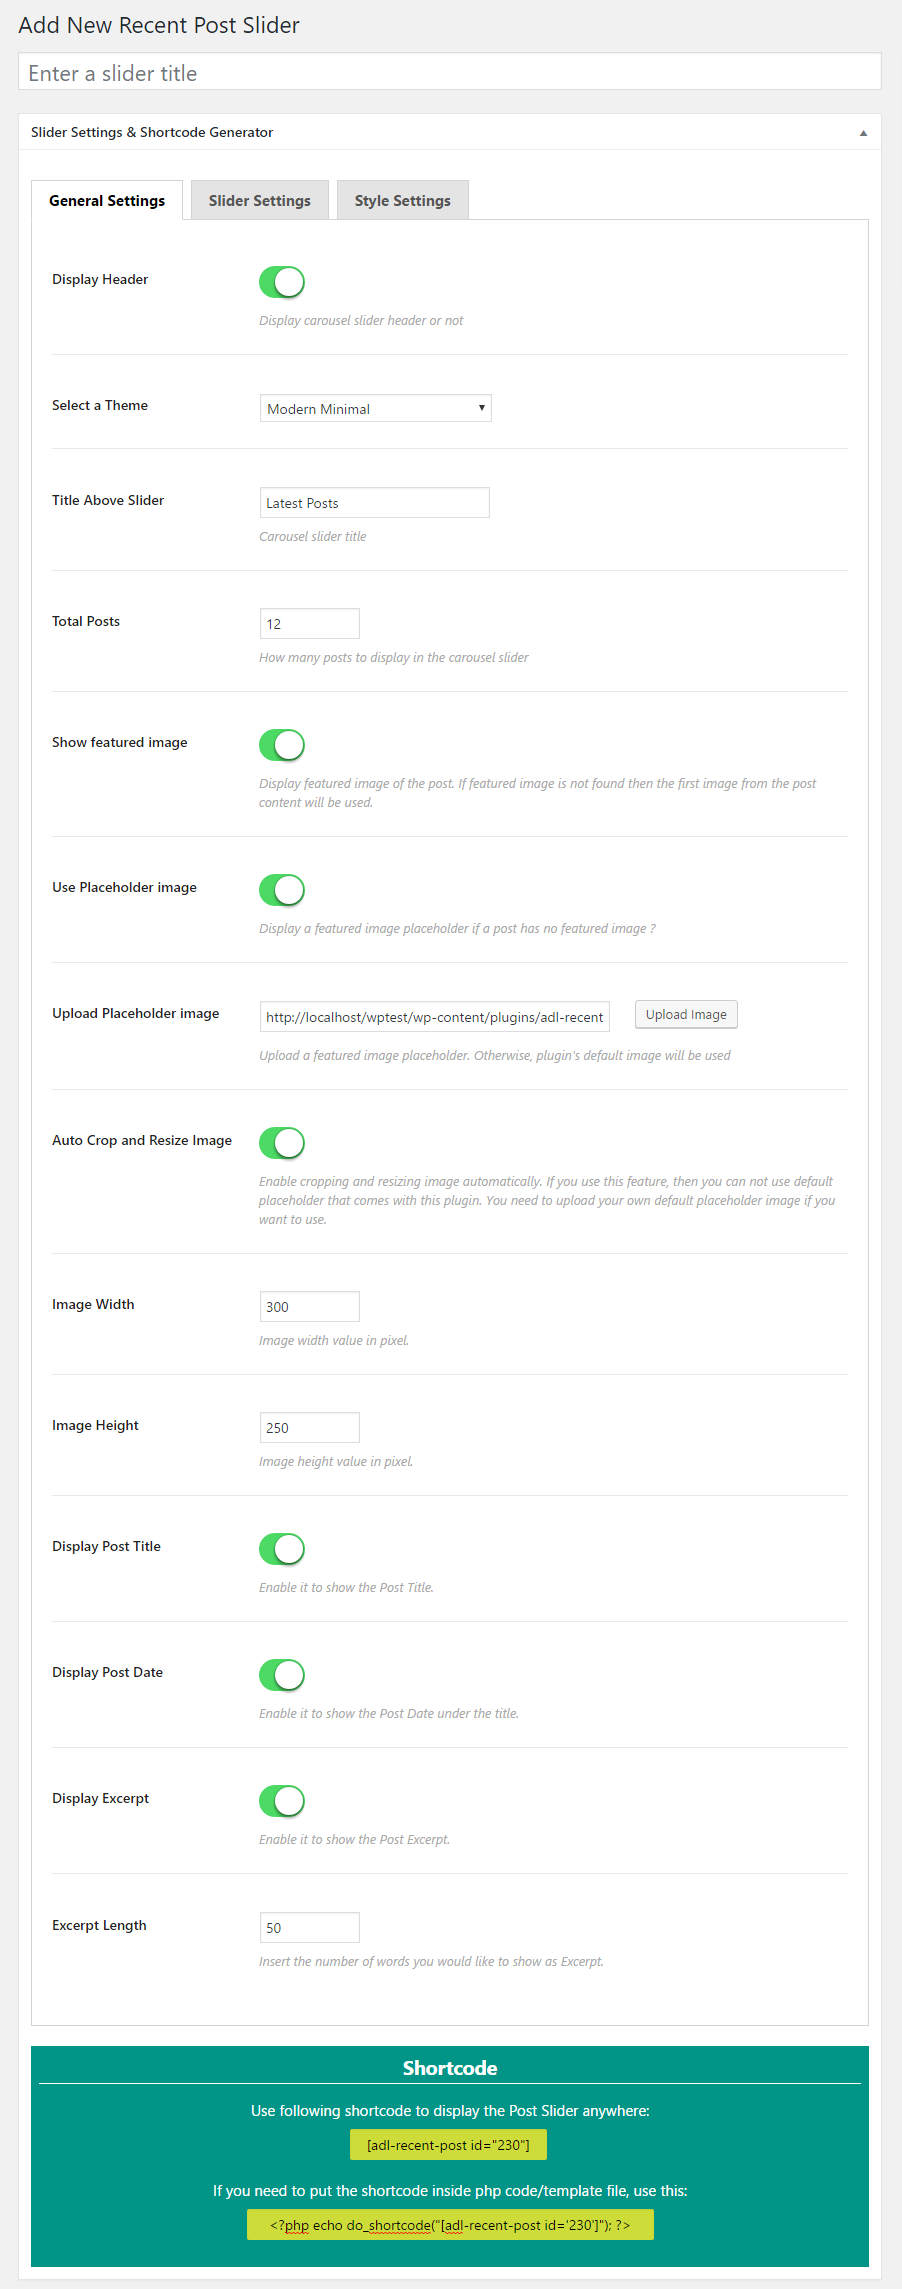 Add New Recent Post Slider
Enter a slider title
Slider Settings & Shortcode Generator
General Settings
Slider Settings
Style Settings
Display Header
Display carousel slider header or not
Select a Theme
Modern Minimal
Title Above Slider
Latest Posts
Carousel slider title
Total Posts
12
How many posts to display in the carousel slider
Show featured image
Display featured image of the post. If featured image is not found then the first image from the post
content will be used.
Use Placeholder image
Display a featured image placeholder if a post has no featured image ?
Upload Placeholder image
http://localhost/wptest/wp-content/plugins/adl-recent
Upload Image
Upload a featured image placeholder. Otherwise, plugin's default image will be used
Auto Crop and Resize Image
Enable cropping and resizing image automatically. If you use this feature, then you can not use default
placeholder that comes with this plugin. You need to upload your own default placeholder image if you
want to use.
Image Width
300
Image width value in pixel.
Image Height
250
Image height value in pixel.
Display Post Title
Enable it to show the Post Title.
Display Post Date
Enable it to show the Post Date under the title.
Display Excerpt
Enable it to show the Post Excerpt.
Excerpt Length
50
Insert the number of words you would like to show as Excerpt.
Shortcode
Use following shortcode to display the Post Slider anywhere:
[adl-recent-post id="230"]
If you need to put the shortcode inside php code/template file, use this:
<?php echo do_shortcode("[adl-recent-post id='230']"); ?>